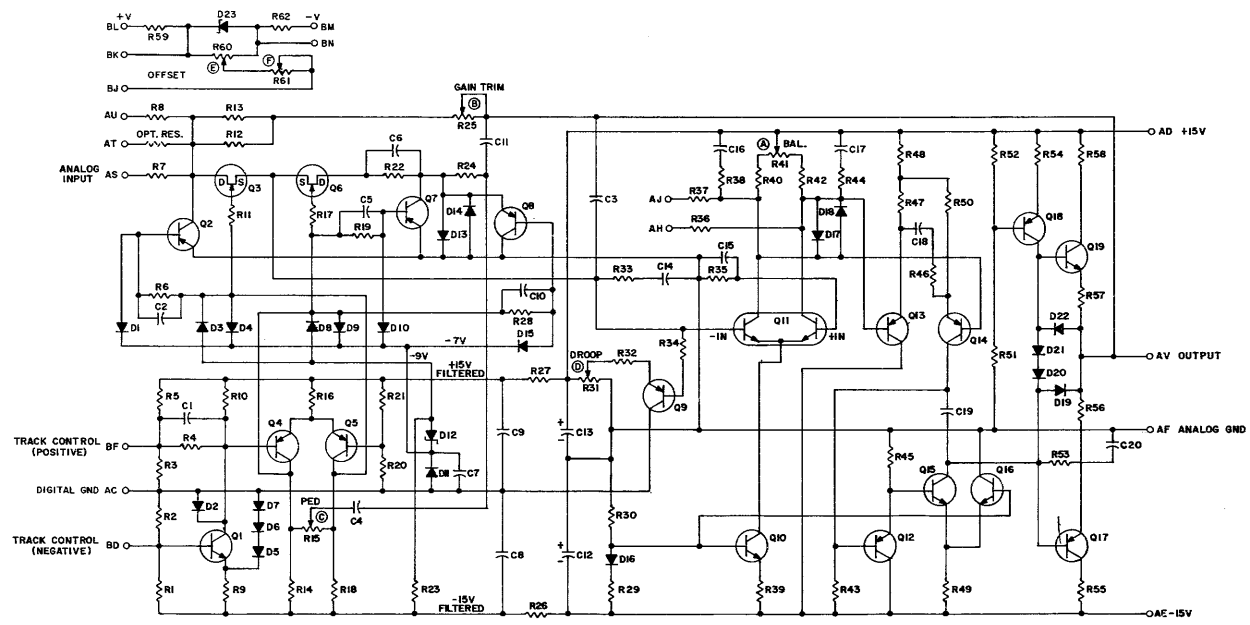 +V D23 R62 -V
BL R59 BM
BN
BK R60 F
E R61
OFFSET
BJ
GAIN TRIM
AU R8 R13 B
R25
AT OPT. RES. R12 C6 C11
ANALOG INPUT AS R7 R22 R24
D S Q3 S D Q6
R11 R17 C5 Q7 D14 Q8
Q2 R19 D13
R6 C10
C2 R28
D1 D3 D4 D8 D9 D10 -7V D15
-9V
+15V FILTERED R27
R5 R10 R16 R21
C1
TRACK CONTROL (POSITIVE) BF R4 Q4 Q5 D12 C9
R3 R20 D11 C7
DIGITAL GND AC
D2 D7 PED
R2 D6 C C4
R15
TRACK CONTROL (NEGATIVE) BD Q1 D5 C8
R1 R9 R14 R18 R23
-15V FILTERED R26
AD +15V
C16 A BAL. C17 R48 R52 R54 R58
R41
R38 R40 R42 R44
C3 AJ R37 R47 R50
D18 Q18
AH R36 D17 C18 Q19
C15 R46
R33 C14 R35 R57
Q11 Q13 Q14 D22
-IN +IN
R34 D21
DROOP R32 R51 AV OUTPUT
D D20
R31 Q9 D19
C19 R56
C13
+
-
AF ANALOG GND
R45 C20
Q15 Q16 R53
R30
C12
+
-
D16 Q10 Q12 Q17
R29 R39 R43 R49 R55
AE-15V